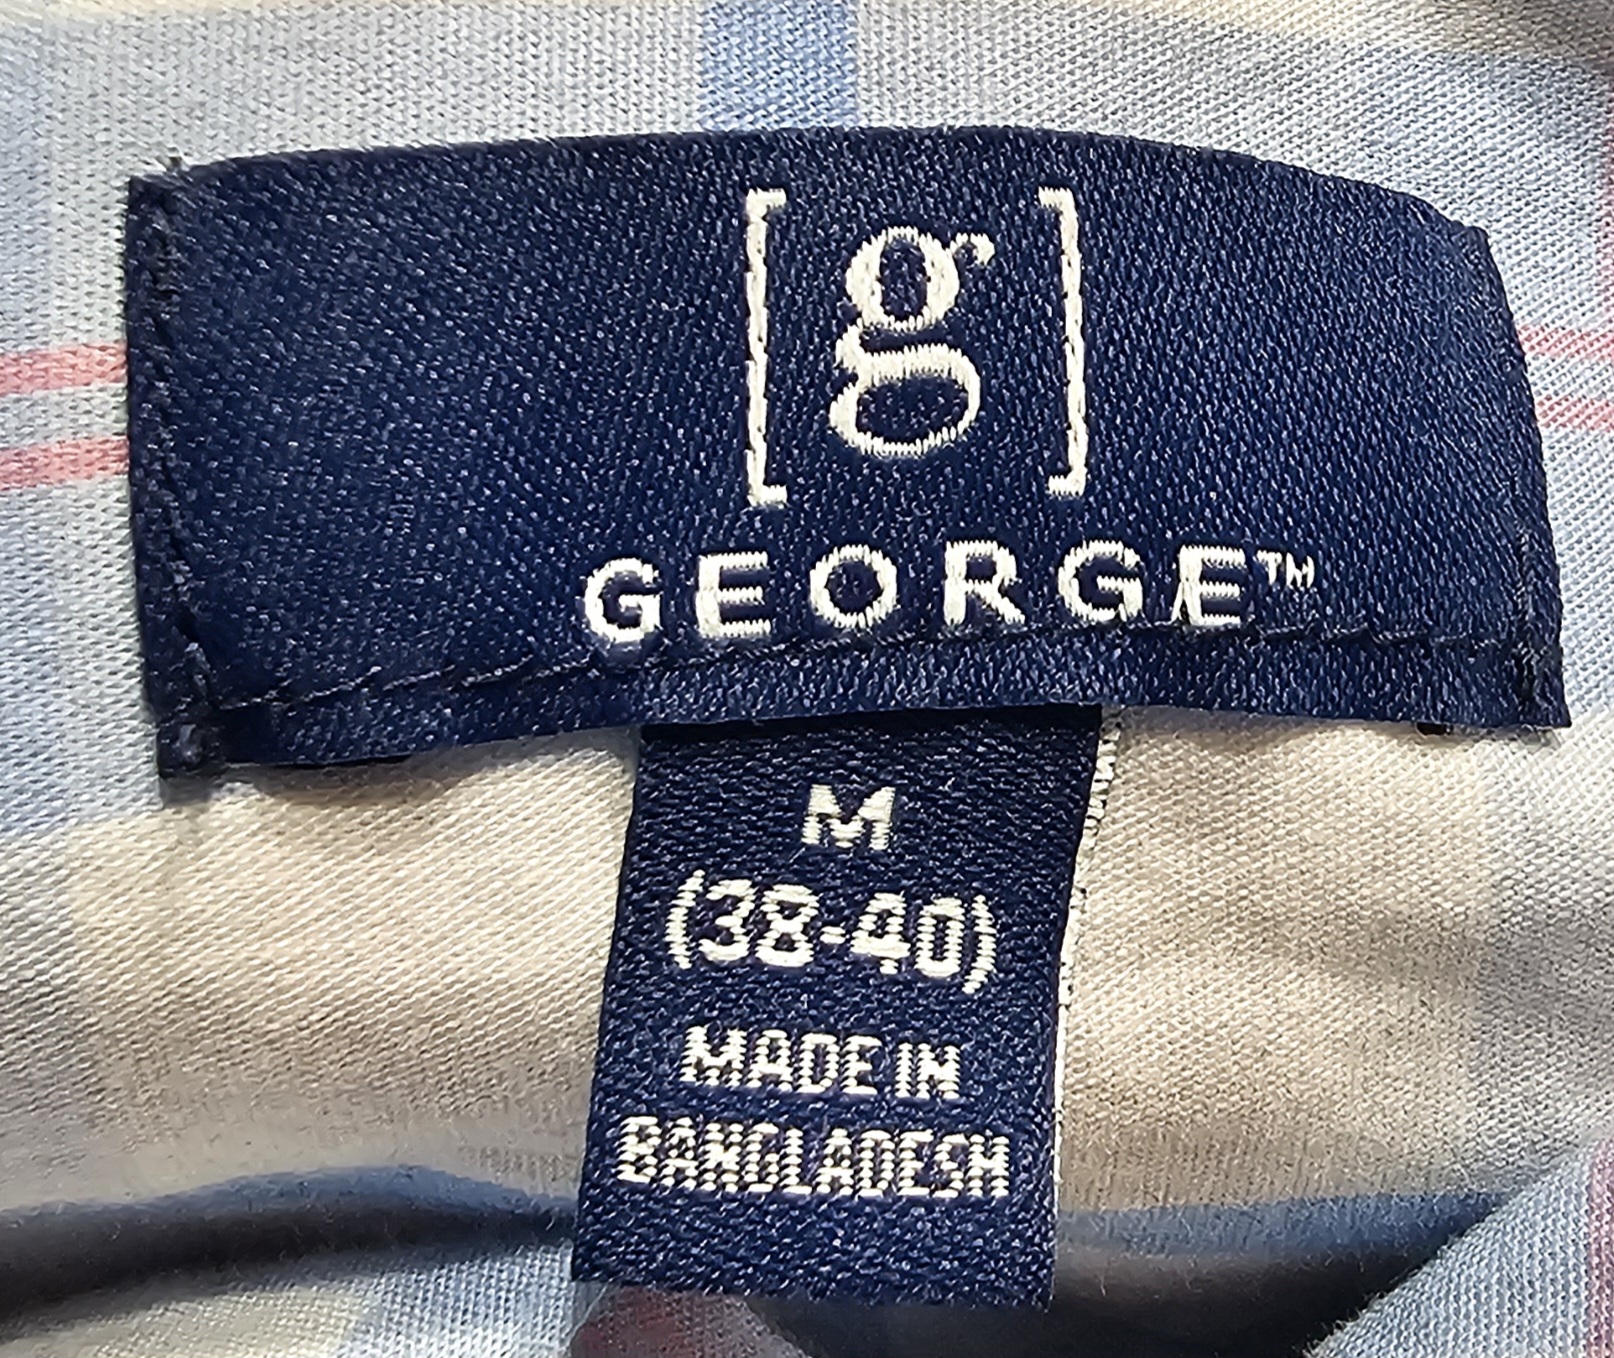 [g]
GEORGE™
M
(38-40)
MADE IN
BANGLADESH